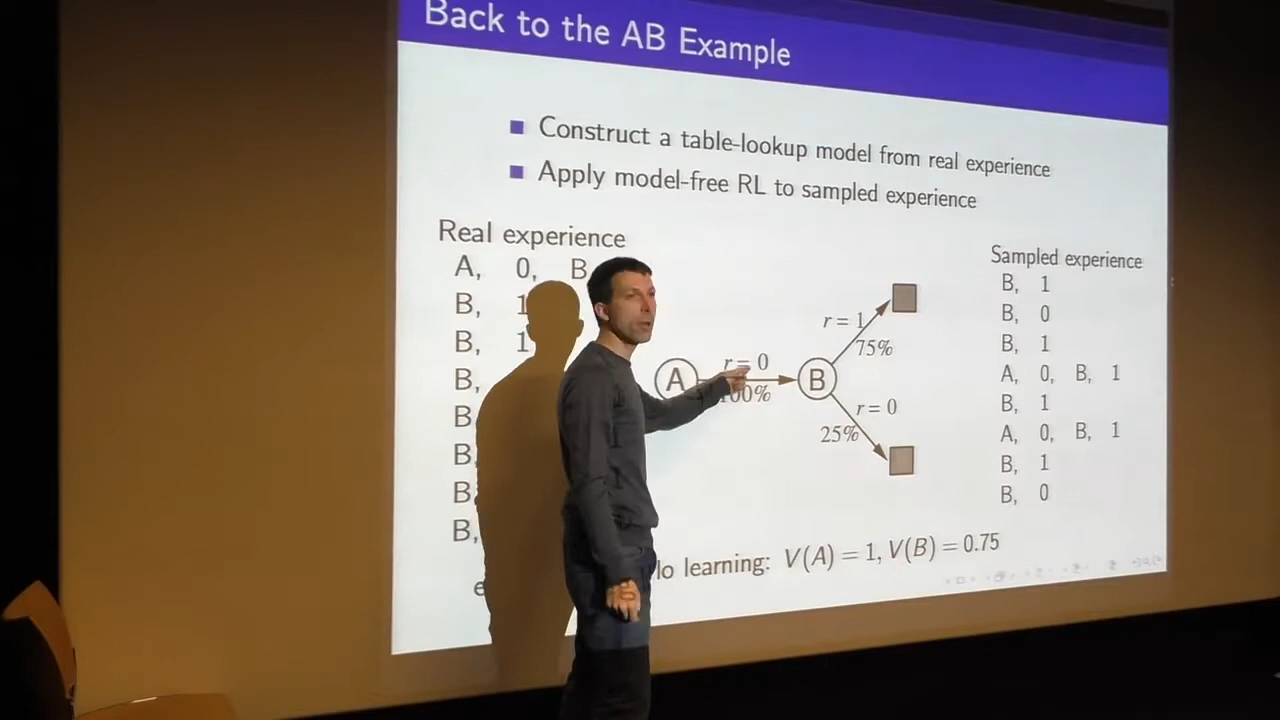 Back to the AB Example
Construct a table-lookup model from real experience
Apply model-free RL to sampled experience
Real experience
A, 0, B
B, 1
B, 1
B,
B
B,
B
B,
A
r = 0
100%
B
r = 1
75%
r = 0
25%
Sampled experience
B, 1
B, 0
B, 1
A, 0, B, 1
B, 1
A, 0, B, 1
B, 1
B, 0
lo learning: V(A) = 1, V(B) = 0.75